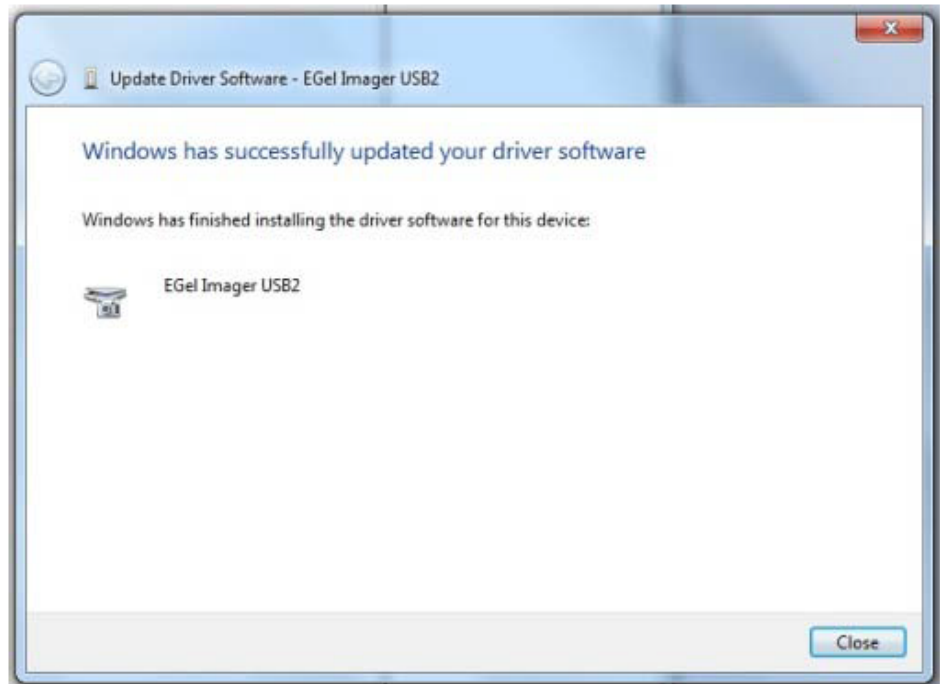 Update Driver Software - EGel Imager USB2
Windows has successfully updated your driver software
Windows has finished installing the driver software for this device:
EGel Imager USB2
Close